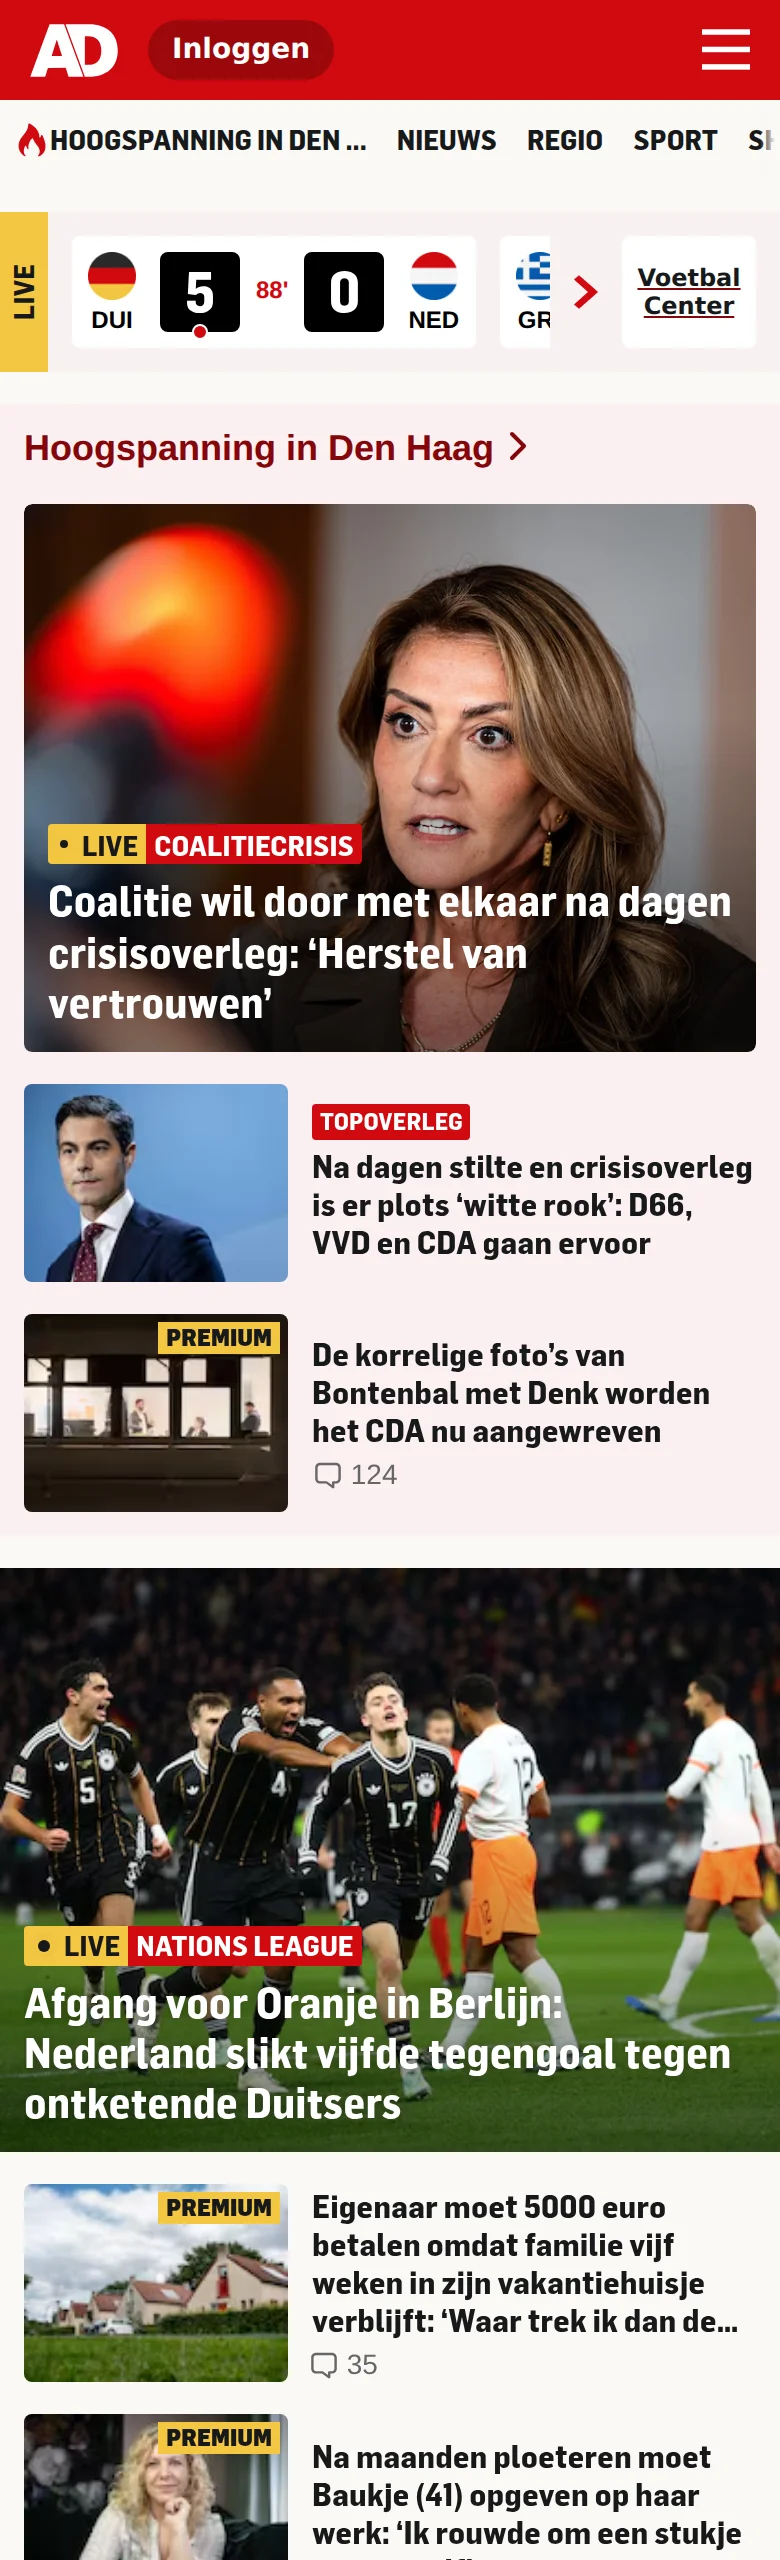 AD
Inloggen
HOOGSPANNING IN DEN ...
NIEUWS
REGIO
SPORT
LIVE
DUI
5
88'
0
NED
GR
Voetbal
Center
Hoogspanning in Den Haag
LIVE COALITIECRISIS
Coalitie wil door met elkaar na dagen
crisisoverleg: ‘Herstel van
vertrouwen’
TOPOVERLEG
Na dagen stilte en crisisoverleg
is er plots ‘witte rook’: D66,
VVD en CDA gaan ervoor
PREMIUM
De korrelige foto’s van
Bontenbal met Denk worden
het CDA nu aangewreven
124
5
4
17
LIVE NATIONS LEAGUE
Afgang voor Oranje in Berlijn:
Nederland slikt vijfde tegengoal tegen
ontketende Duitsers
PREMIUM
Eigenaar moet 5000 euro
betalen omdat familie vijf
weken in zijn vakantiehuisje
verblijft: ‘Waar trek ik dan de...
35
PREMIUM
Na maanden ploeteren moet
Baukje (41) opgeven op haar
werk: ‘Ik rouwde om een stukje